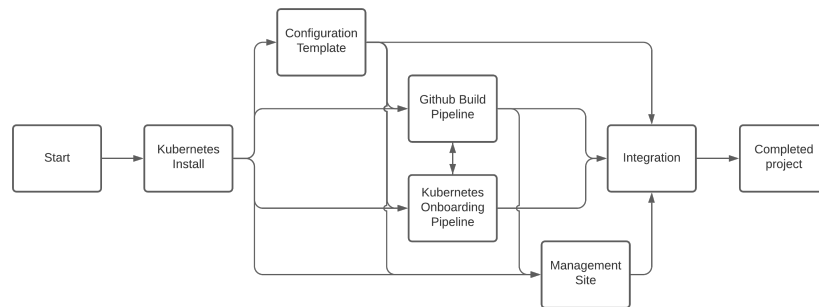 Configuration
Template
Github Build
Pipeline
Start
Kubernetes
Install
Integration
Completed
project
Kubernetes
Onboarding
Pipeline
Management
Site